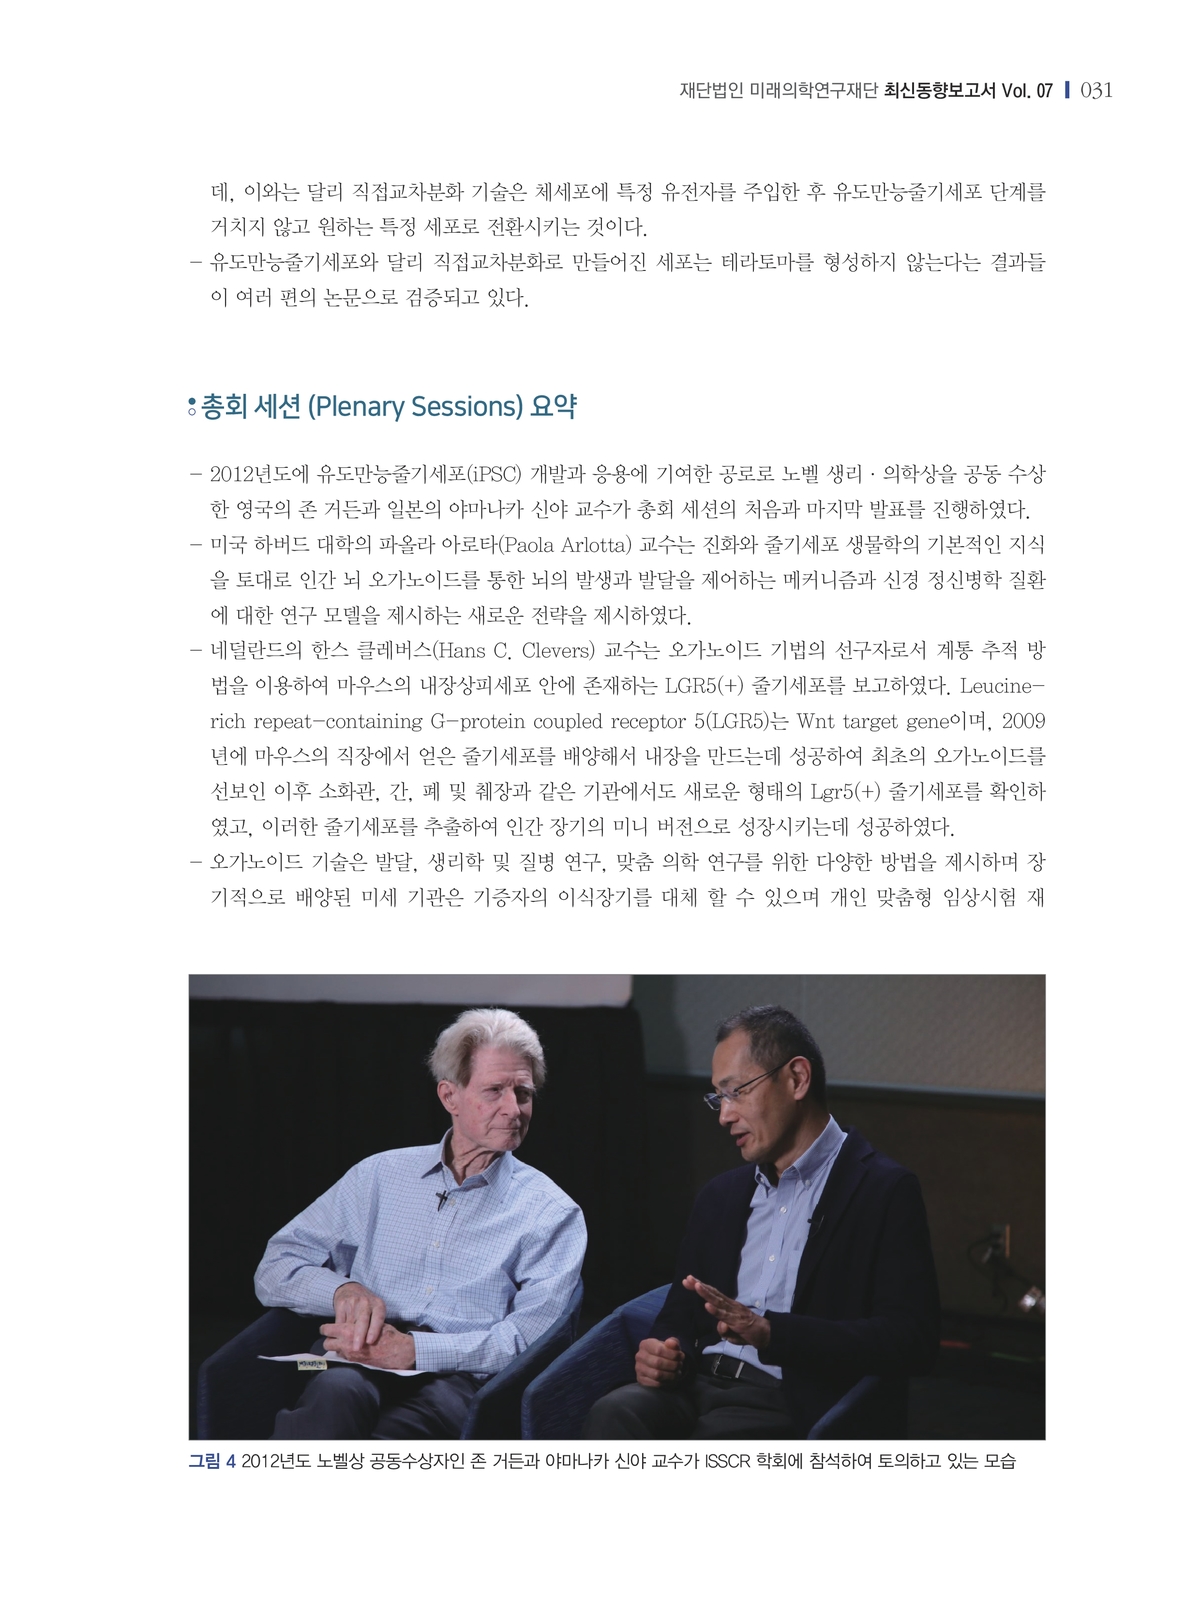 재단법인 미래의학연구재단 최신동향보고서 Vol. 07 031
데, 이와는 달리 직접교차분화 기술은 체세포에 특정 유전자를 주입한 후 유도만능줄기세포 단계를
거치지 않고 원하는 특정 세포로 전환시키는 것이다.
– 유도만능줄기세포와 달리 직접교차분화로 만들어진 세포는 테라토마를 형성하지 않는다는 결과들
이 여러 편의 논문으로 검증되고 있다.
총회 세션 (Plenary Sessions) 요약
– 2012년도에 유도만능줄기세포(iPSC) 개발과 응용에 기여한 공로로 노벨 생리 · 의학상을 공동 수상
한 영국의 존 거든과 일본의 야마나카 신야 교수가 총회 세션의 처음과 마지막 발표를 진행하였다.
– 미국 하버드 대학의 파올라 아로타(Paola Arlotta) 교수는 진화와 줄기세포 생물학의 기본적인 지식
을 토대로 인간 뇌 오가노이드를 통한 뇌의 발생과 발달을 제어하는 메커니즘과 신경 정신병학 질환
에 대한 연구 모델을 제시하는 새로운 전략을 제시하였다.
– 네덜란드의 한스 클레버스(Hans C. Clevers) 교수는 오가노이드 기법의 선구자로서 계통 추적 방
법을 이용하여 마우스의 내장상피세포 안에 존재하는 LGR5(+) 줄기세포를 보고하였다. Leucine–
rich repeat–containing G–protein coupled receptor 5(LGR5)는 Wnt target gene이며, 2009
년에 마우스의 직장에서 얻은 줄기세포를 배양해서 내장을 만드는데 성공하여 최초의 오가노이드를
선보인 이후 소화관, 간, 폐 및 췌장과 같은 기관에서도 새로운 형태의 Lgr5(+) 줄기세포를 확인하
였고, 이러한 줄기세포를 추출하여 인간 장기의 미니 버전으로 성장시키는데 성공하였다.
– 오가노이드 기술은 발달, 생리학 및 질병 연구, 맞춤 의학 연구를 위한 다양한 방법을 제시하며 장
기적으로 배양된 미세 기관은 기증자의 이식장기를 대체 할 수 있으며 개인 맞춤형 임상시험 재
그림 4 2012년도 노벨상 공동수상자인 존 거든과 야마나카 신야 교수가 ISSCR 학회에 참석하여 토의하고 있는 모습